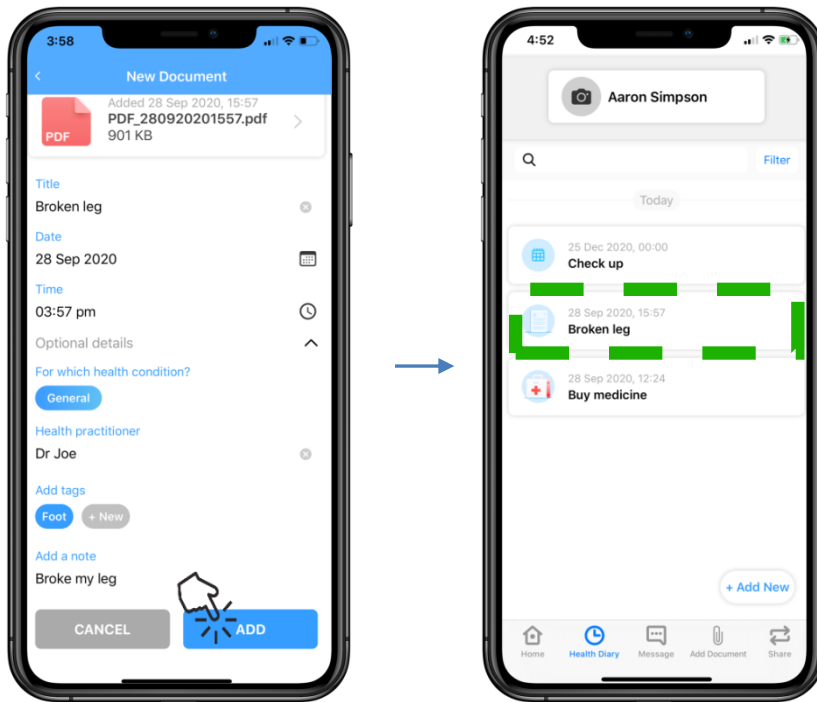 3:58
New Document
Added 28 Sep 2020, 15:57
PDF_280920201557.pdf
PDF
901 KB
Title
Broken leg
Date
28 Sep 2020
Time
03:57 pm
Optional details
For which health condition?
General
Health practitioner
Dr Joe
Add tags
Foot + New
Add a note
Broke my leg
CANCEL ADD
4:52
Aaron Simpson
Filter
Today
25 Dec 2020, 00:00
Check up
28 Sep 2020, 15:57
Broken leg
28 Sep 2020, 12:24
Buy medicine
+ Add New
Home Health Diary Message Add Document Share